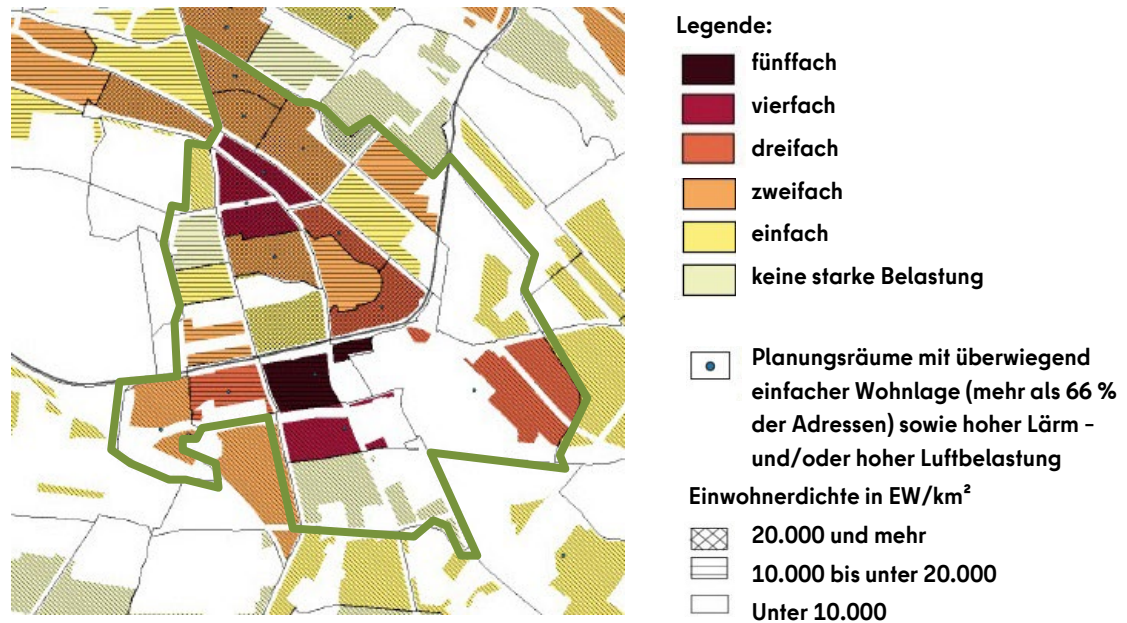 Legende:
fünffach
vierfach
dreifach
zweifach
einfach
keine starke Belastung
Planungsräume mit überwiegend
einfacher Wohnlage (mehr als 66 %
der Adressen) sowie hoher Lärm -
und/oder hoher Luftbelastung
Einwohnerdichte in EW/km²
20.000 und mehr
10.000 bis unter 20.000
Unter 10.000